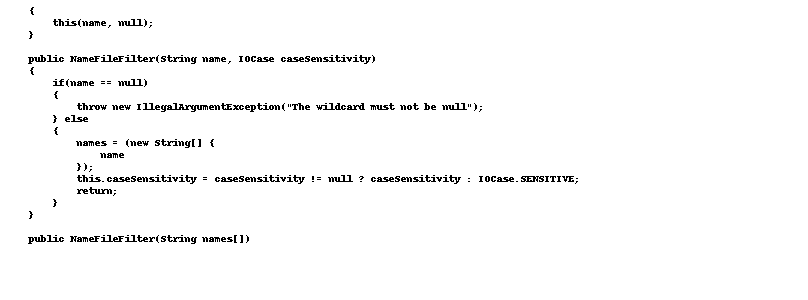 {
    this(name, null);
}

public NameFileFilter(String name, IOCase caseSensitivity)
{
    if(name == null)
    {
        throw new IllegalArgumentException("The wildcard must not be null");
    } else
    {
        names = (new String[] {
            name
        });
        this.caseSensitivity = caseSensitivity != null ? caseSensitivity : IOCase.SENSITIVE;
        return;
    }
}

public NameFileFilter(String names[])